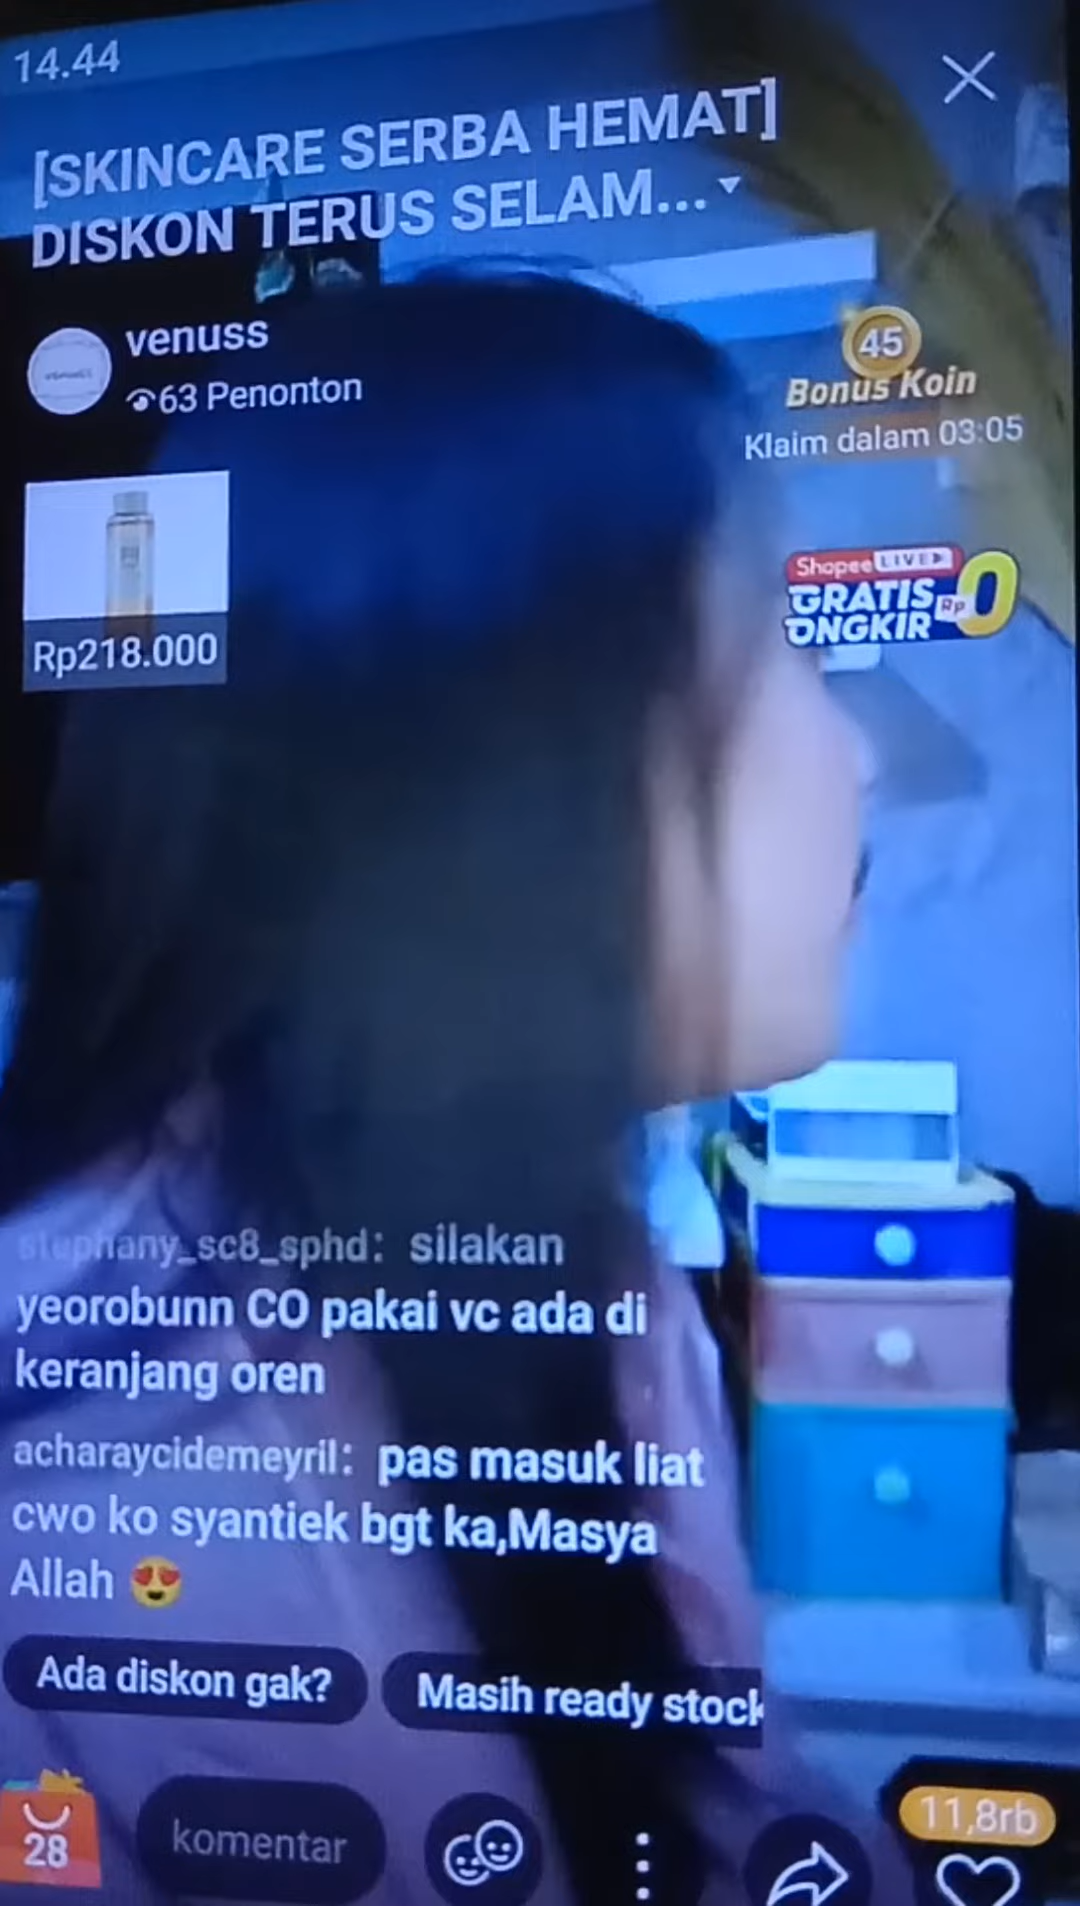 14.44
[SKINCARE SERBA HEMAT]
DISKON TERUS SELAM...
venuss
63 Penonton
45
Bonus Koin
Klaim dalam 03:05
Rp218.000
Shopee LIVE
GRATIS
ONGKIR
Rp 0
stephany_sc8_sphd: silakan
yeorobunn CO pakai vc ada di
keranjang oren
acharaycidemeyril: pas masuk liat
cwo ko syantiek bgt ka,Masya
Allah 😍
Ada diskon gak?
Masih ready stock
28
komentar
11,8rb